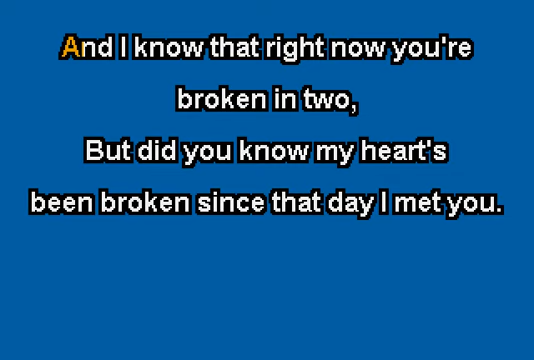 And I know that right now you're
broken in two,
But did you know my heart's
been broken since that day I met you.